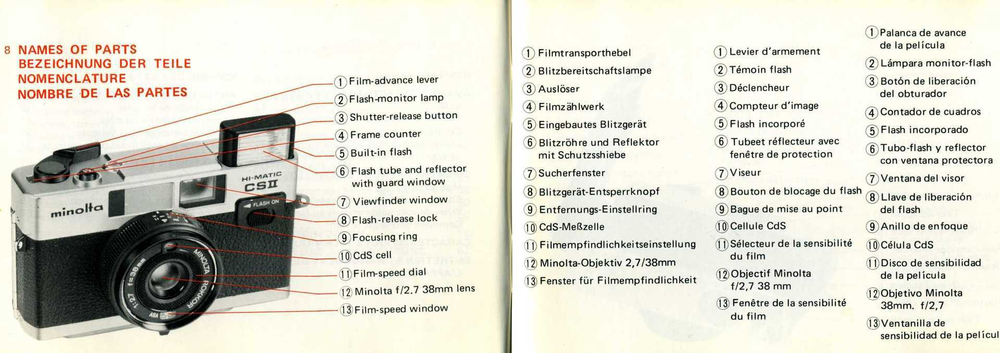 8 NAMES OF PARTS
BEZEICHNUNG DER TEILE
NOMENCLATURE
NOMBRE DE LAS PARTES
① Film-advance lever
② Flash-monitor lamp
③ Shutter-release button
④ Frame counter
⑤ Built-in flash
⑥ Flash tube and reflector
with guard window
⑦ Viewfinder window
⑧ Flash-release lock
⑨ Focusing ring
⑩ CdS cell
⑪ Film-speed dial
⑫ Minolta f/2.7 38mm lens
⑬ Film-speed window
HI-MATIC
CSII
◀ FLASH ON
minolta
MINOLTA ROKKOR
1:2.7 f=38mm
ASA
① Filmtransporthebel
② Blitzbereitschaftslampe
③ Auslöser
④ Filmzählwerk
⑤ Eingebautes Blitzgerät
⑥ Blitzröhre und Reflektor
mit Schutzsshiebe
⑦ Sucherfenster
⑧ Blitzgerät-Entsperrknopf
⑨ Entfernungs-Einstellring
⑩ CdS-Meßzelle
⑪ Filmempfindlichkeitseinstellung
⑫ Minolta-Objektiv 2,7/38mm
⑬ Fenster für Filmempfindlichkeit
① Levier d'armement
② Témoin flash
③ Déclencheur
④ Compteur d'image
⑤ Flash incorporé
⑥ Tubeet réflecteur avec
fenêtre de protection
⑦ Viseur
⑧ Bouton de blocage du flash
⑨ Bague de mise au point
⑩ Cellule CdS
⑪ Sélecteur de la sensibilité
du film
⑫ Objectif Minolta
f/2,7 38 mm
⑬ Fenêtre de la sensibilité
du film
① Palanca de avance
de la película
② Lámpara monitor-flash
③ Botón de liberación
del obturador
④ Contador de cuadros
⑤ Flash incorporado
⑥ Tubo-flash y reflector
con ventana protectora
⑦ Ventana del visor
⑧ Llave de liberación
del flash
⑨ Anillo de enfoque
⑩ Célula CdS
⑪ Disco de sensibilidad
de la película
⑫ Objetivo Minolta
38mm. f/2,7
⑬ Ventanilla de
sensibilidad de la pelícu